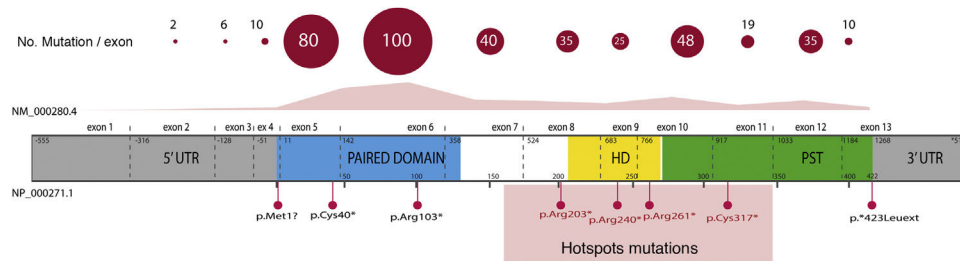 2 6 10 80 100 40 35 25 48 19 35 10
No. Mutation / exon
NM_000280.4
exon 1 exon 2 exon 3 ex 4 exon 5 exon 6 exon 7 exon 8 exon 9 exon 10 exon 11 exon 12 exon 13
-555 -316 -128 -51 11 142 358 524 683 766 917 1033 1184 1268
5'UTR PAIRED DOMAIN HD PST 3'UTR
NP_000271.1
50 100 150 200 250 300 350 400 422
p.Met1? p.Cys40* p.Arg103* p.Arg203* p.Arg240* p.Arg261* p.Cys317* p.*423Leuext
Hotspots mutations